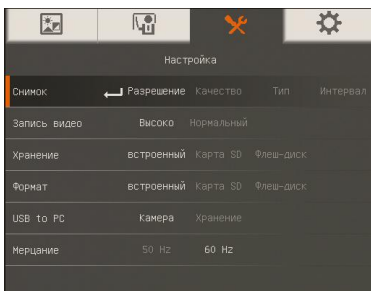 Настройка
Снимок Разрешение Качество Тип Интервал
Запись видео Высоко Нормальный
Хранение встроенный Карта SD Флеш-диск
Формат встроенный Карта SD Флеш-диск
USB to PC Камера Хранение
Мерцание 50 Hz 60 Hz